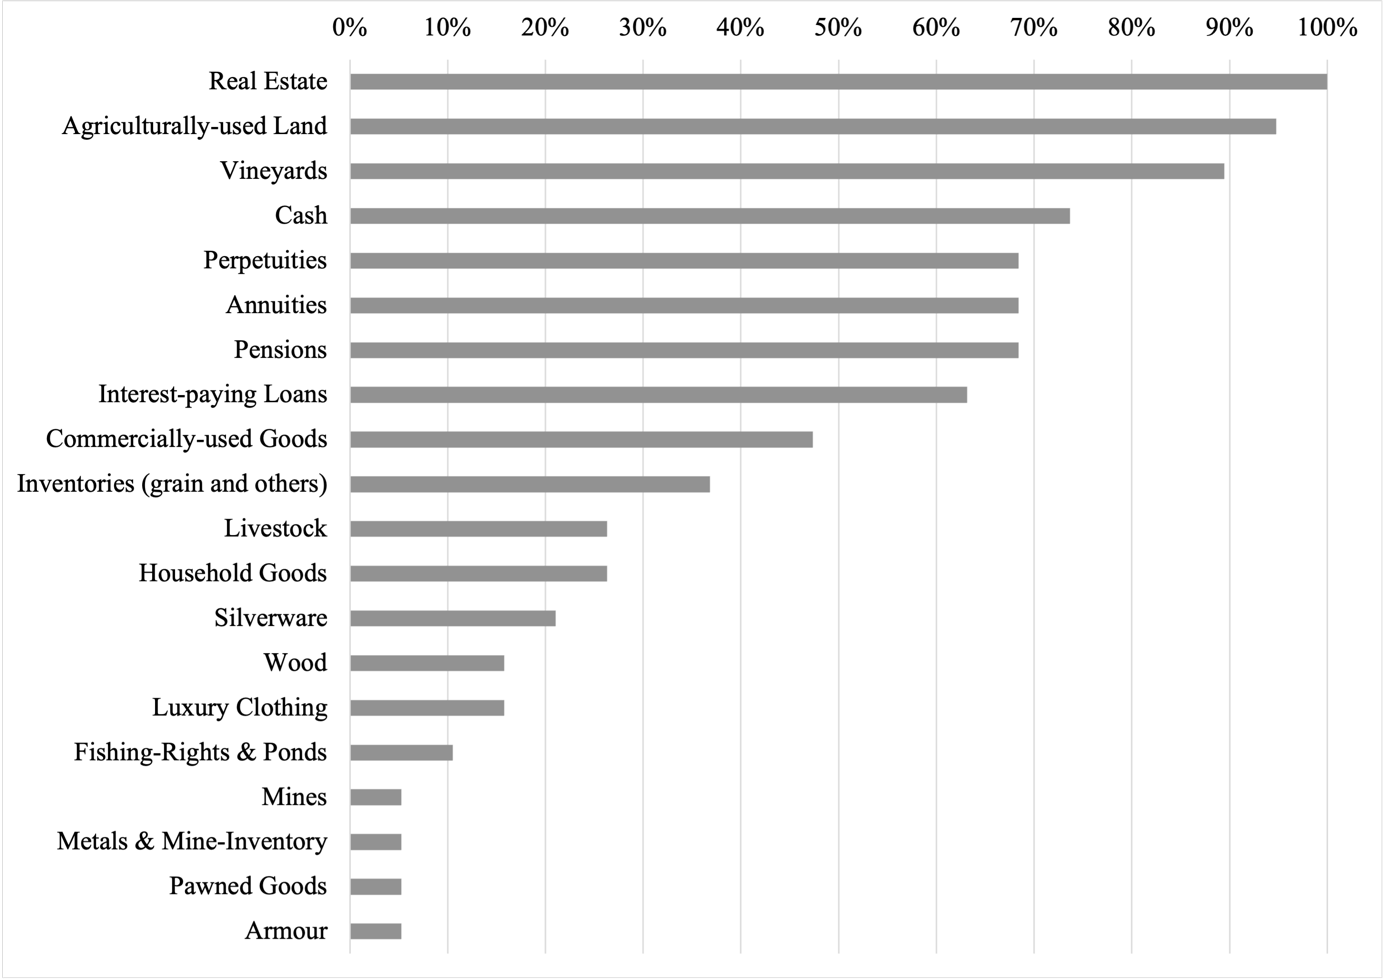 0% 10% 20% 30% 40% 50% 60% 70% 80% 90% 100%
Real Estate
Agriculturally-used Land
Vineyards
Cash
Perpetuities
Annuities
Pensions
Interest-paying Loans
Commercially-used Goods
Inventories (grain and others)
Livestock
Household Goods
Silverware
Wood
Luxury Clothing
Fishing-Rights & Ponds
Mines
Metals & Mine-Inventory
Pawned Goods
Armour